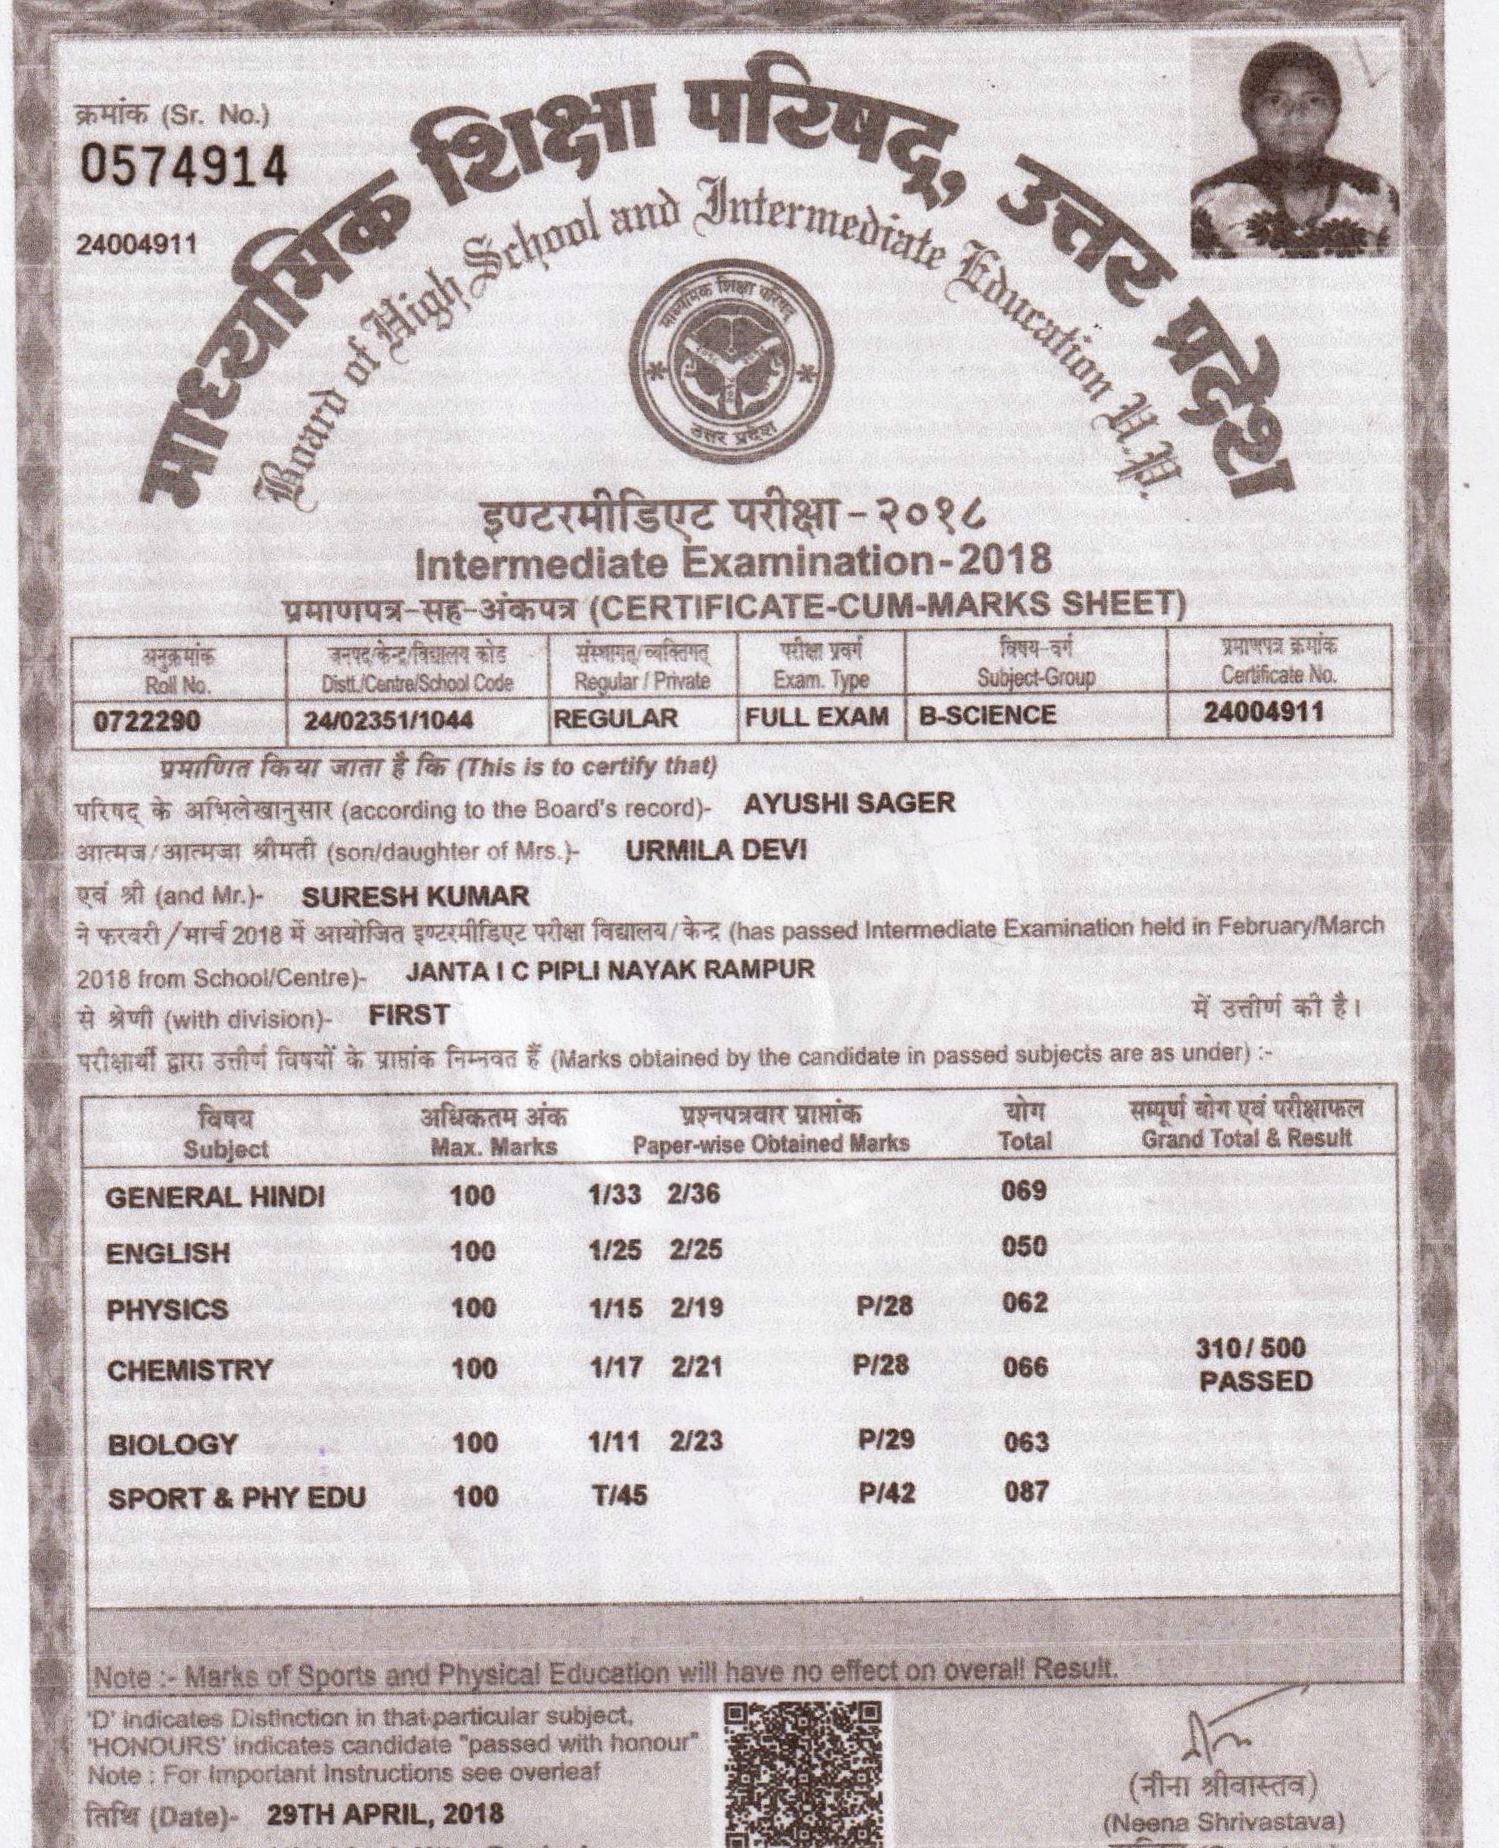 क्रमांक (Sr. No.)
0574914
24004911
माध्यमिक शिक्षा परिषद्, उत्तर प्रदेश
Board of High School and Intermediate Education U.P.
माध्यमिक शिक्षा परिषद्
उत्तर प्रदेश
इण्टरमीडिएट परीक्षा – २०१८
Intermediate Examination - 2018
प्रमाणपत्र-सह-अंकपत्र (CERTIFICATE-CUM-MARKS SHEET)
अनुक्रमांक जनपद/केन्द्र/विद्यालय कोड संस्थागत/व्यक्तिगत् परीक्षा प्रवर्ग विषय-वर्ग प्रमाणपत्र क्रमांक
Roll No. Distt./Centre/School Code Regular / Private Exam. Type Subject-Group Certificate No.
0722290 24/02351/1044 REGULAR FULL EXAM B-SCIENCE 24004911
प्रमाणित किया जाता है कि (This is to certify that)
परिषद् के अभिलेखानुसार (according to the Board's record)- AYUSHI SAGER
आत्मज/आत्मजा श्रीमती (son/daughter of Mrs.)- URMILA DEVI
एवं श्री (and Mr.)- SURESH KUMAR
ने फरवरी/मार्च 2018 में आयोजित इण्टरमीडिएट परीक्षा विद्यालय/केन्द्र (has passed Intermediate Examination held in February/March
2018 from School/Centre)- JANTA I C PIPLI NAYAK RAMPUR
से श्रेणी (with division)- FIRST में उत्तीर्ण की है।
परीक्षार्थी द्वारा उत्तीर्ण विषयों के प्राप्तांक निम्नवत हैं (Marks obtained by the candidate in passed subjects are as under) :-
विषय अधिकतम अंक प्रश्नपत्रवार प्राप्तांक योग सम्पूर्ण योग एवं परीक्षाफल
Subject Max. Marks Paper-wise Obtained Marks Total Grand Total & Result
GENERAL HINDI 100 1/33 2/36 069
ENGLISH 100 1/25 2/25 050
PHYSICS 100 1/15 2/19 P/28 062
310/ 500
CHEMISTRY 100 1/17 2/21 P/28 066
PASSED
BIOLOGY 100 1/11 2/23 P/29 063
SPORT & PHY EDU 100 T/45 P/42 087
Note :- Marks of Sports and Physical Education will have no effect on overall Result.
'D' indicates Distinction in that particular subject,
'HONOURS' indicates candidate "passed with honour"
Note : For Important Instructions see overleaf
तिथि (Date)- 29TH APRIL, 2018
(नीना श्रीवास्तव)
(Neena Shrivastava)